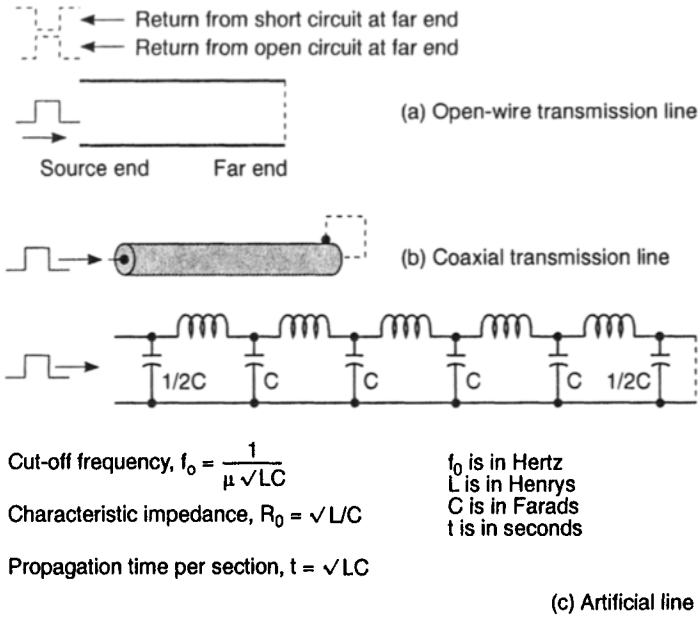 Return from short circuit at far end
Return from open circuit at far end
(a) Open-wire transmission line
Source end Far end
(b) Coaxial transmission line
1/2C C C C C 1/2C
Cut-off frequency, fo = 1 / μ √LC
f0 is in Hertz
L is in Henrys
Characteristic impedance, R0 = √L/C
C is in Farads
t is in seconds
Propagation time per section, t = √LC
(c) Artificial line